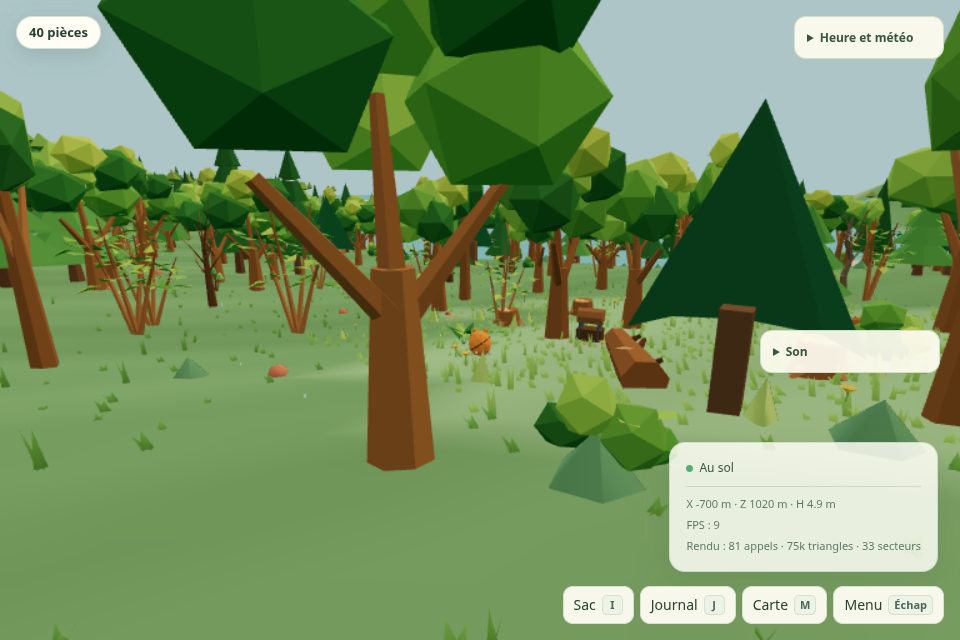 40 pièces
▶ Heure et météo
▶ Son
Au sol
X -700 m · Z 1020 m · H 4.9 m
FPS : 9
Rendu : 81 appels · 75k triangles · 33 secteurs
Sac I
Journal J
Carte M
Menu Échap